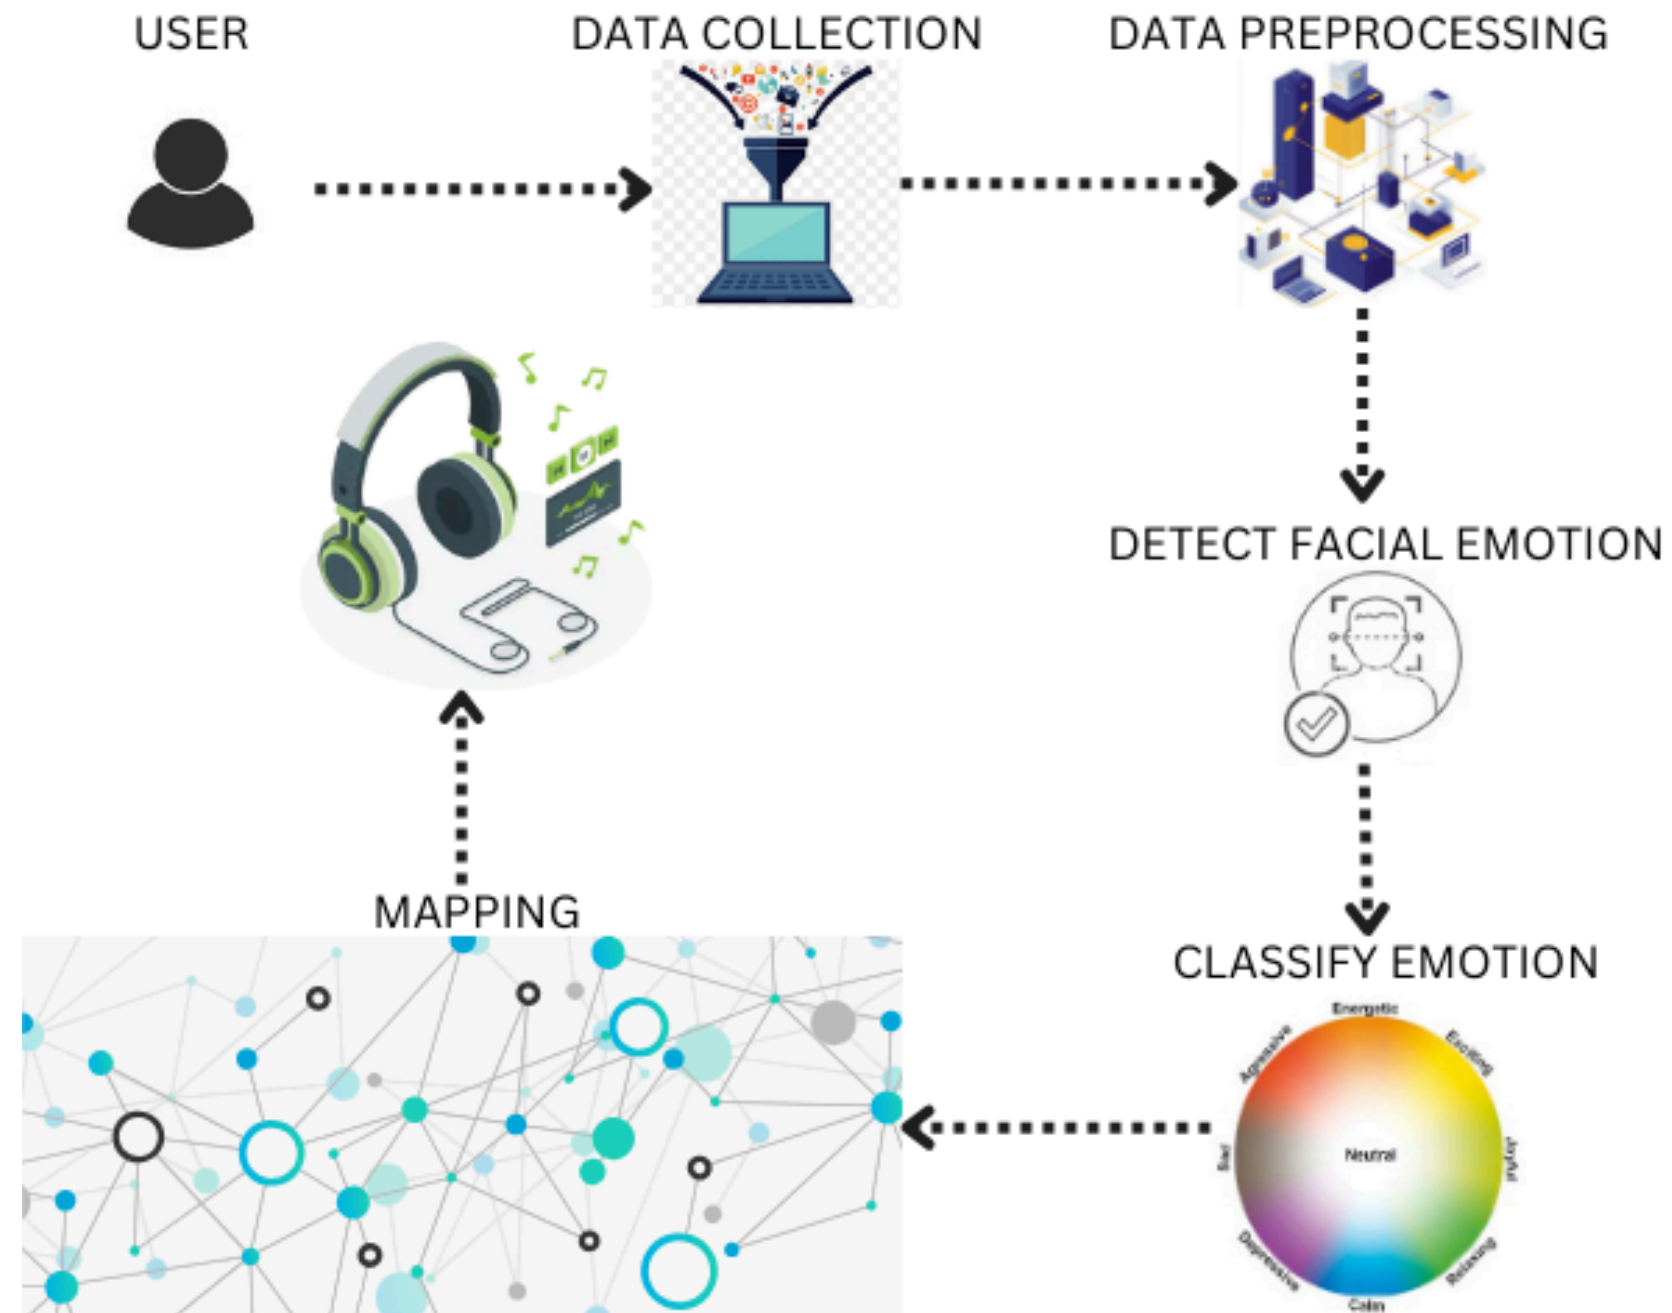 USER
DATA COLLECTION
DATA PREPROCESSING
DETECT FACIAL EMOTION
MAPPING
CLASSIFY EMOTION
Energetic
Agressive
Exciting
Sad
Neutral
Joyful
Depressive
Relaxing
Calm